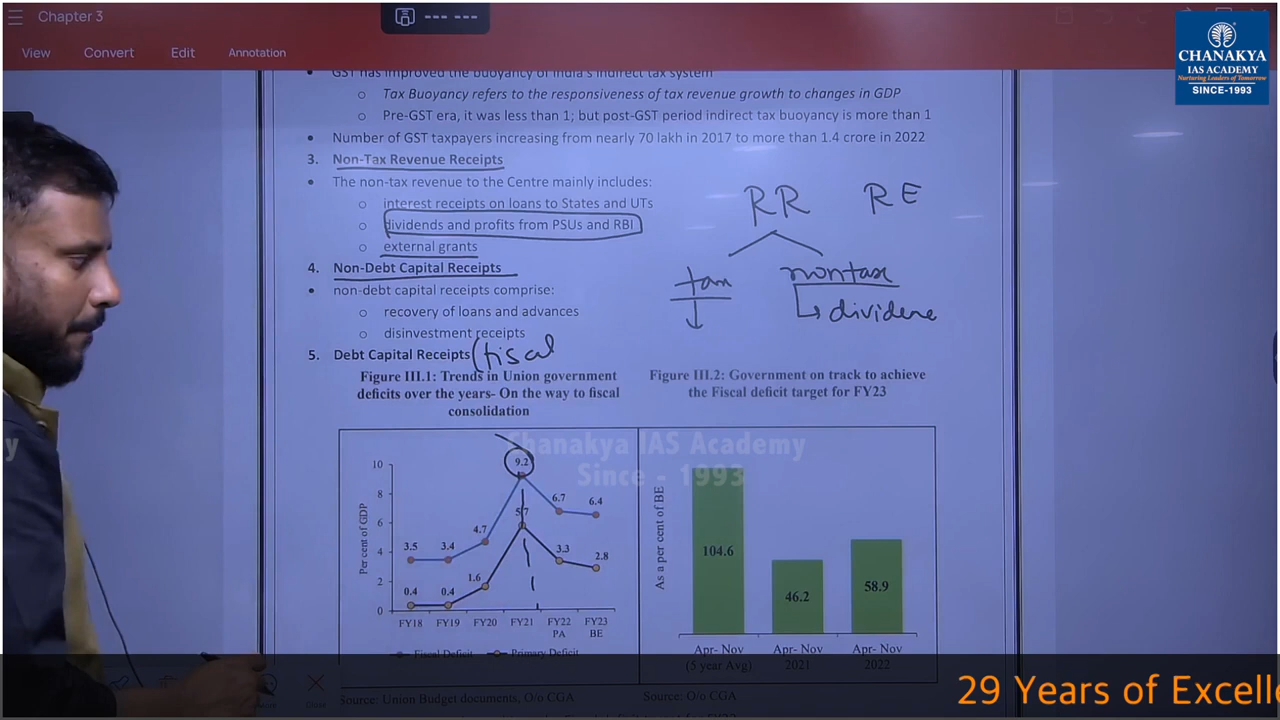 Chapter 3
--- ---
View Convert Edit Annotation
CHANAKYA
IAS ACADEMY
Nurturing Leaders of Tomorrow
SINCE-1993
• GST has improved the buoyancy of India's indirect tax system
o Tax Buoyancy refers to the responsiveness of tax revenue growth to changes in GDP
o Pre-GST era, it was less than 1; but post-GST period indirect tax buoyancy is more than 1
• Number of GST taxpayers increasing from nearly 70 lakh in 2017 to more than 1.4 crore in 2022
3. Non-Tax Revenue Receipts
• The non-tax revenue to the Centre mainly includes:
o interest receipts on loans to States and UTs
o dividends and profits from PSUs and RBI
o external grants
4. Non-Debt Capital Receipts
• non-debt capital receipts comprise:
o recovery of loans and advances
o disinvestment receipts
5. Debt Capital Receipts (fiscal
RR RE
tax nontax
dividene
Figure III.1: Trends in Union government
deficits over the years- On the way to fiscal
consolidation
Per cent of GDP
10
8
6
4
2
0
3.5 3.4 4.7 9.2 6.7 6.4
0.4 0.4 1.6 5.7 3.3 2.8
FY18 FY19 FY20 FY21 FY22 FY23
PA BE
Fiscal Deficit Primary Deficit
Source: Union Budget documents, O/o CGA
Figure III.2: Government on track to achieve
the Fiscal deficit target for FY23
As a per cent of BE
104.6 46.2 58.9
Apr- Nov Apr- Nov Apr- Nov
(5 year Avg) 2021 2022
Source: O/o CGA
Chanakya IAS Academy
Since - 1993
Close
29 Years of Excelle